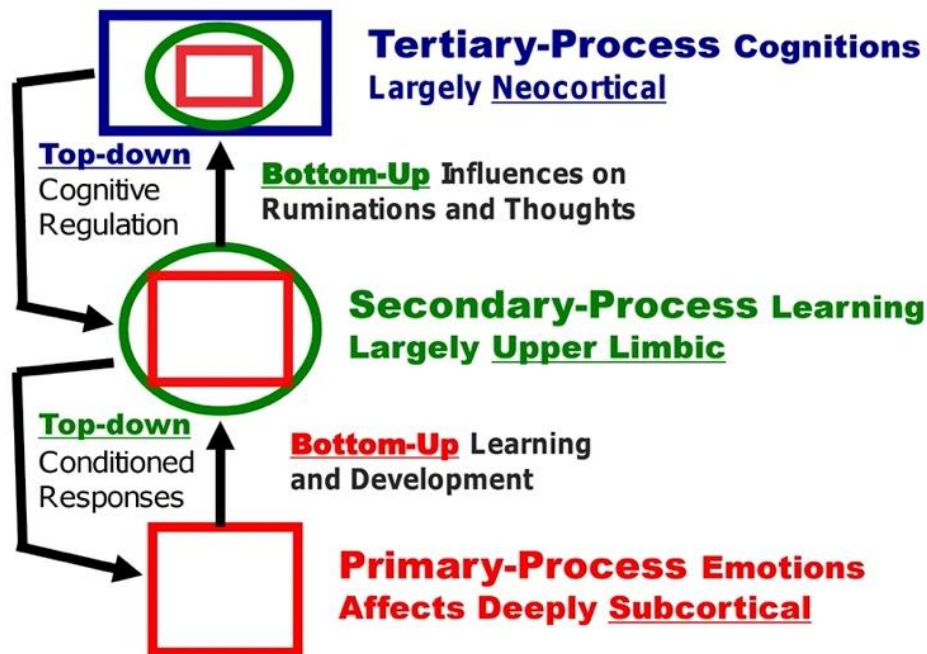 Tertiary-Process Cognitions
Largely Neocortical
Top-down
Cognitive
Regulation
Bottom-Up Influences on
Ruminations and Thoughts
Secondary-Process Learning
Largely Upper Limbic
Top-down
Conditioned
Responses
Bottom-Up Learning
and Development
Primary-Process Emotions
Affects Deeply Subcortical